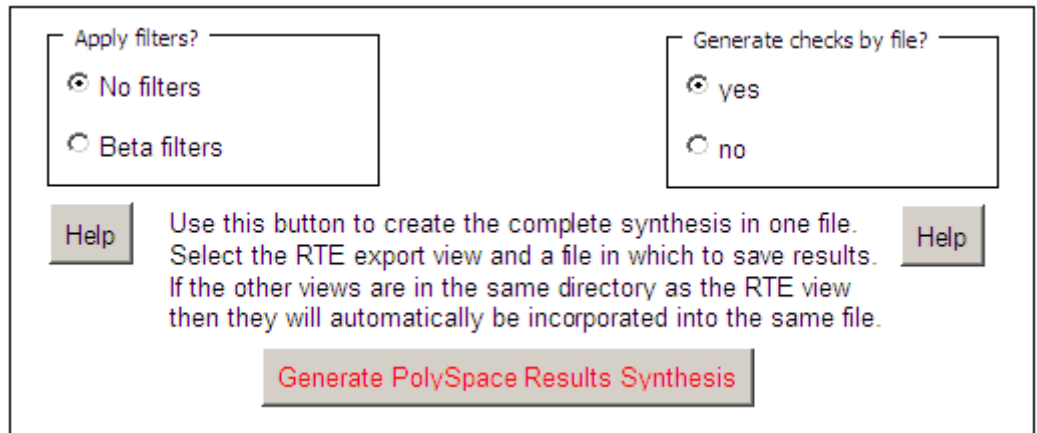 Apply filters?
No filters
Beta filters
Generate checks by file?
yes
no
Help
Use this button to create the complete synthesis in one file.
Select the RTE export view and a file in which to save results.
If the other views are in the same directory as the RTE view
then they will automatically be incorporated into the same file.
Help
Generate PolySpace Results Synthesis